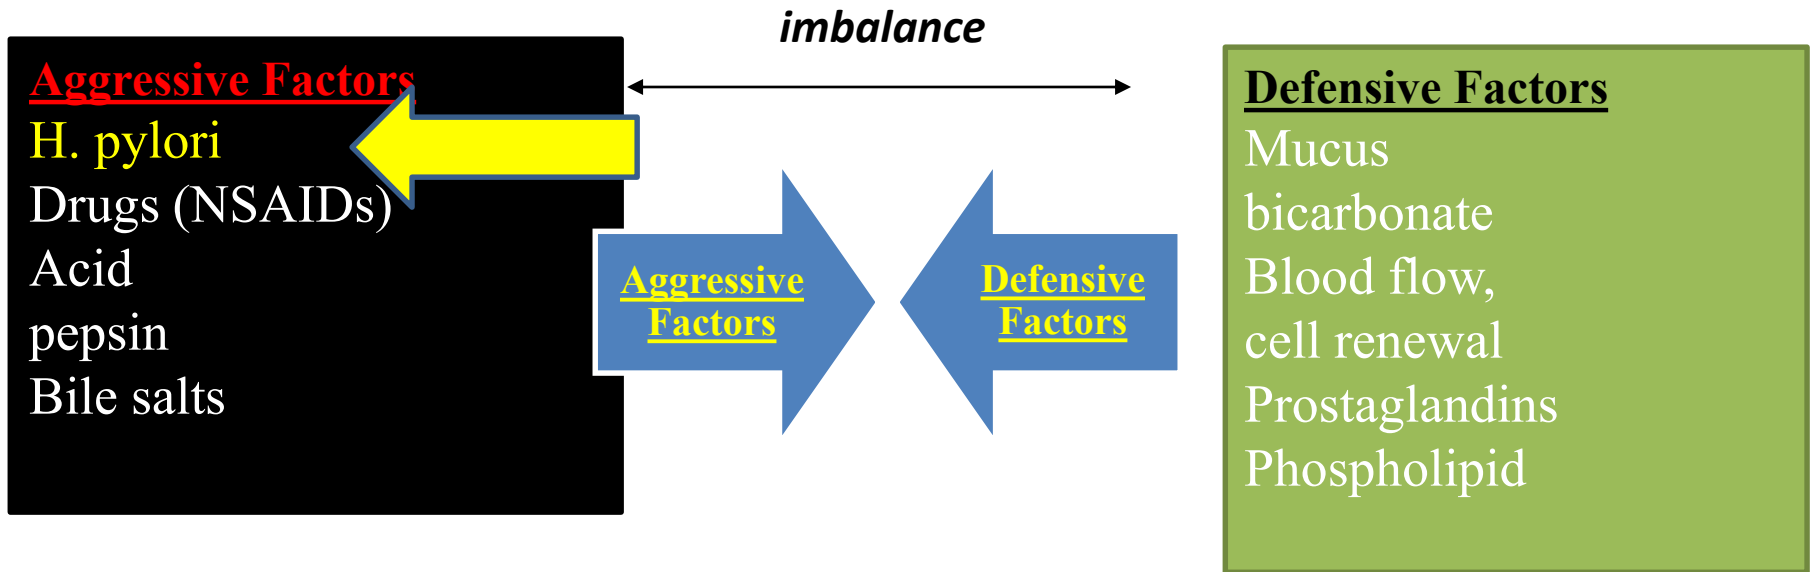 imbalance
Aggressive Factors
H. pylori
Drugs (NSAIDs)
Acid
pepsin
Bile salts
Aggressive
Factors
Defensive
Factors
Defensive Factors
Mucus
bicarbonate
Blood flow,
cell renewal
Prostaglandins
Phospholipid